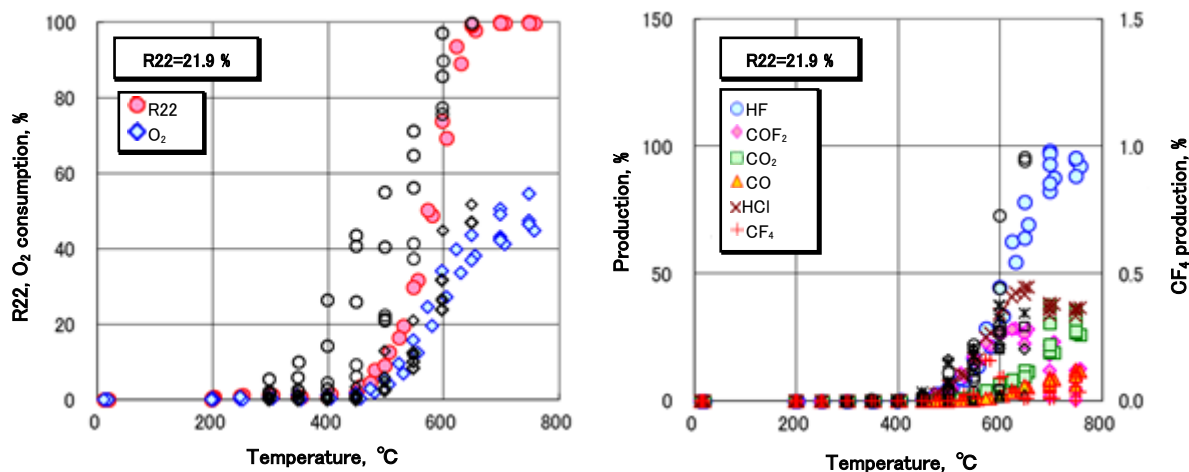 100
80
60
40
20
0
R22, O₂ consumption, %
R22=21.9 %
R22
O₂
0
200
400
600
800
Temperature, ℃
150
100
50
0
Production, %
R22=21.9 %
HF
COF₂
CO₂
CO
HCl
CF₄
1.5
1.0
0.5
0.0
CF₄ production, %
0
200
400
600
800
Temperature, ℃